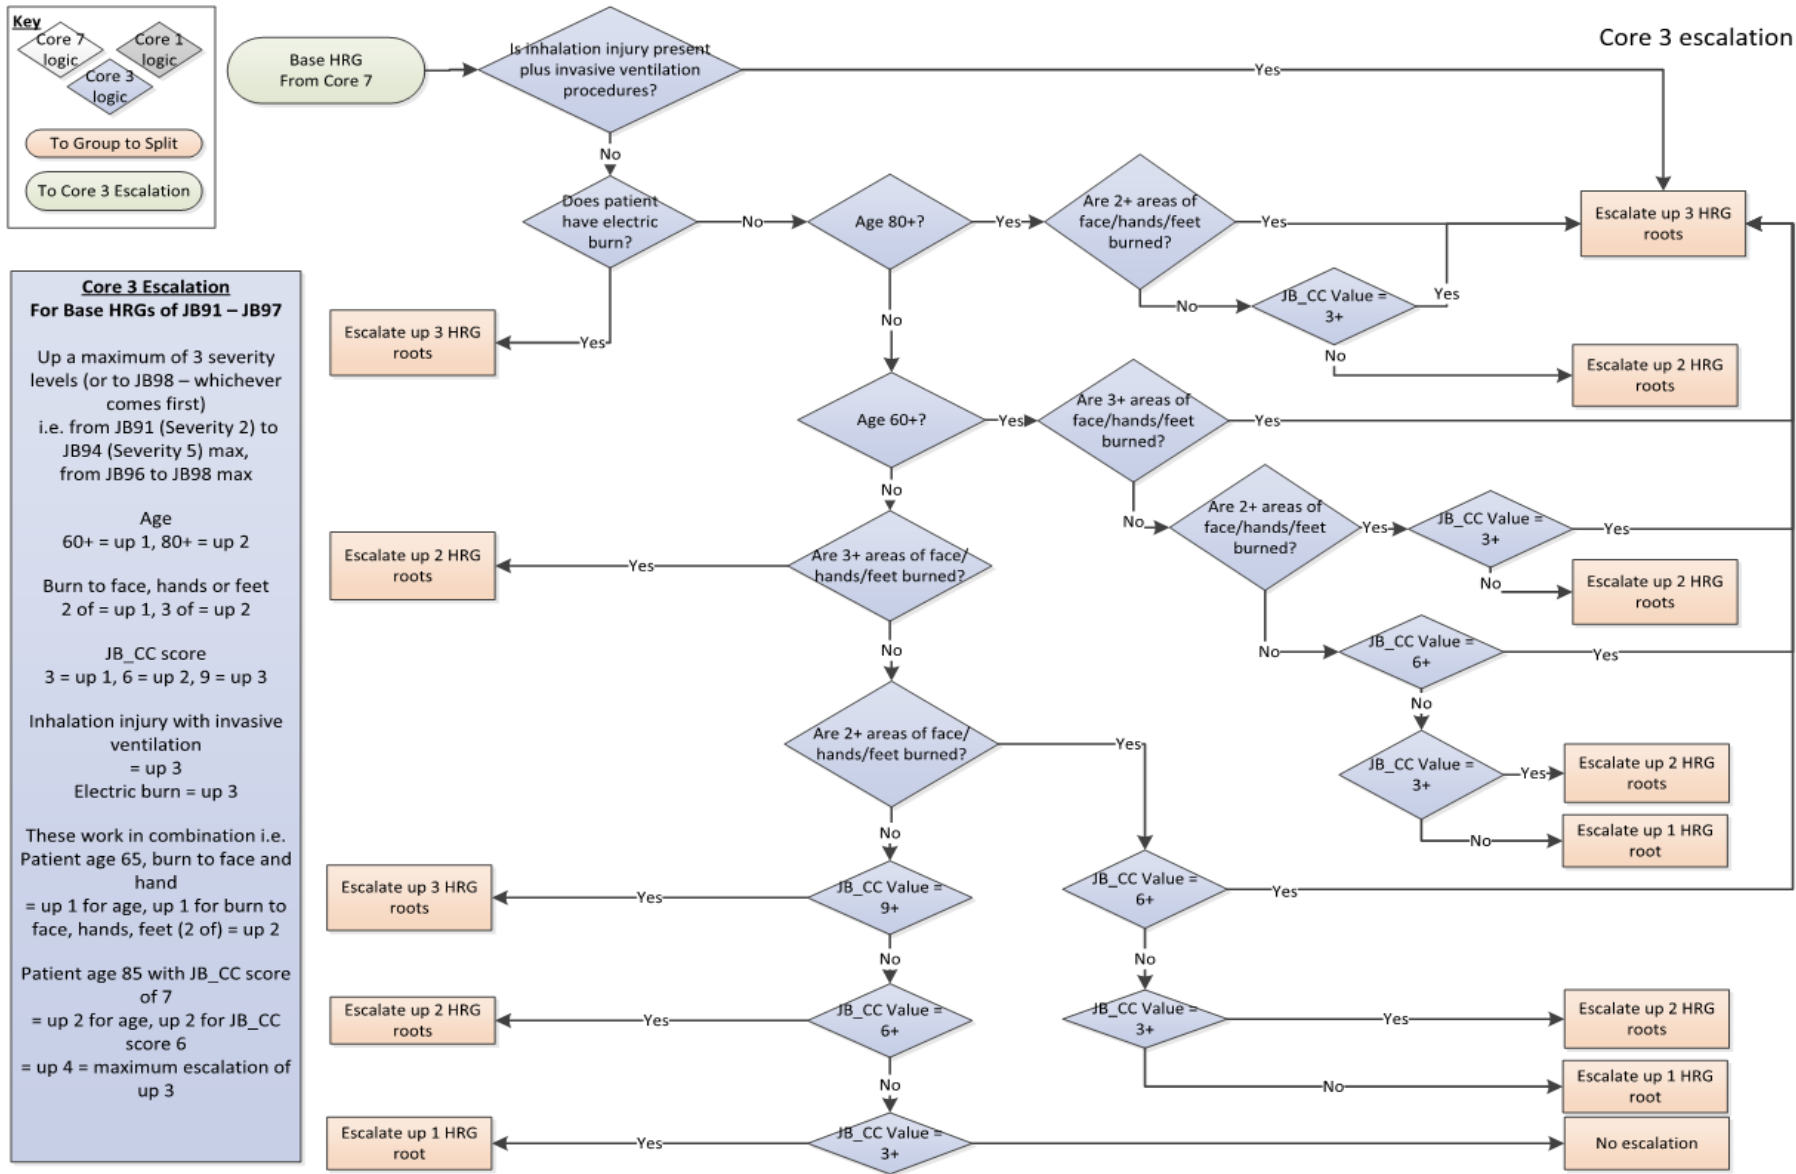 Key
Core 7
logic
Core 1
logic
Core 3
logic
To Group to Split
To Core 3 Escalation
Core 3 escalation
Base HRG
From Core 7
Is inhalation injury present
plus invasive ventilation
procedures?
Yes
No
Does patient
have electric
burn?
No
Yes
Escalate up 3 HRG
roots
Age 80+?
Yes
No
Are 2+ areas of
face/hands/feet
burned?
Yes
No
JB_CC Value =
3+
Yes
No
Escalate up 3 HRG
roots
Escalate up 2 HRG
roots
Age 60+?
Yes
No
Are 3+ areas of
face/hands/feet
burned?
Yes
No
Are 2+ areas of
face/hands/feet
burned?
Yes
No
JB_CC Value =
3+
Yes
No
Escalate up 2 HRG
roots
JB_CC Value =
6+
Yes
No
JB_CC Value =
3+
Yes
Escalate up 2 HRG
roots
No
Escalate up 1 HRG
root
Are 3+ areas of face/
hands/feet burned?
Yes
Escalate up 2 HRG
roots
No
Are 2+ areas of face/
hands/feet burned?
Yes
No
JB_CC Value =
9+
Yes
Escalate up 3 HRG
roots
No
JB_CC Value =
6+
Yes
Escalate up 2 HRG
roots
No
JB_CC Value =
3+
Yes
Escalate up 1 HRG
root
No escalation
JB_CC Value =
6+
Yes
No
JB_CC Value =
3+
Yes
Escalate up 2 HRG
roots
No
Escalate up 1 HRG
root
Core 3 Escalation
For Base HRGs of JB91 – JB97
Up a maximum of 3 severity
levels (or to JB98 – whichever
comes first)
i.e. from JB91 (Severity 2) to
JB94 (Severity 5) max,
from JB96 to JB98 max
Age
60+ = up 1, 80+ = up 2
Burn to face, hands or feet
2 of = up 1, 3 of = up 2
JB_CC score
3 = up 1, 6 = up 2, 9 = up 3
Inhalation injury with invasive
ventilation
= up 3
Electric burn = up 3
These work in combination i.e.
Patient age 65, burn to face and
hand
= up 1 for age, up 1 for burn to
face, hands, feet (2 of) = up 2
Patient age 85 with JB_CC score
of 7
= up 2 for age, up 2 for JB_CC
score 6
= up 4 = maximum escalation of
up 3